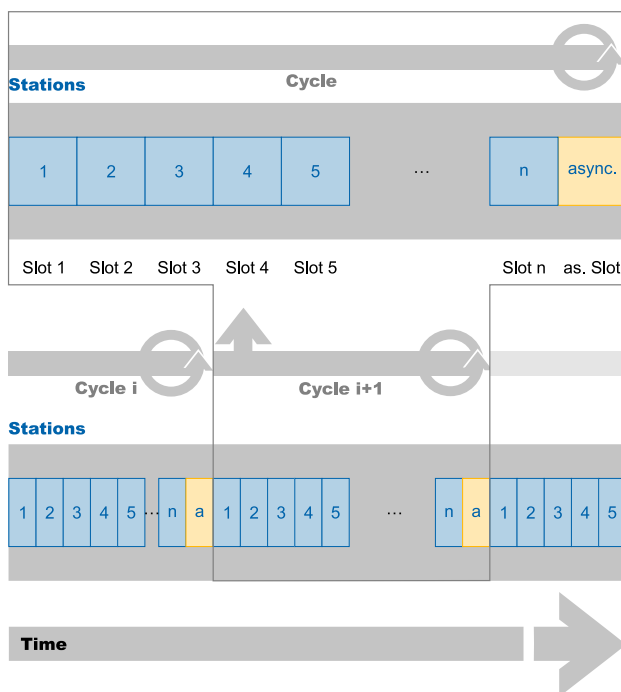 Cycle
Stations
1 2 3 4 5 ... n async.
Slot 1 Slot 2 Slot 3 Slot 4 Slot 5 Slot n as. Slot
Cycle i Cycle i+1
Stations
1 2 3 4 5 ... n a 1 2 3 4 5 ... n a 1 2 3 4 5
Time